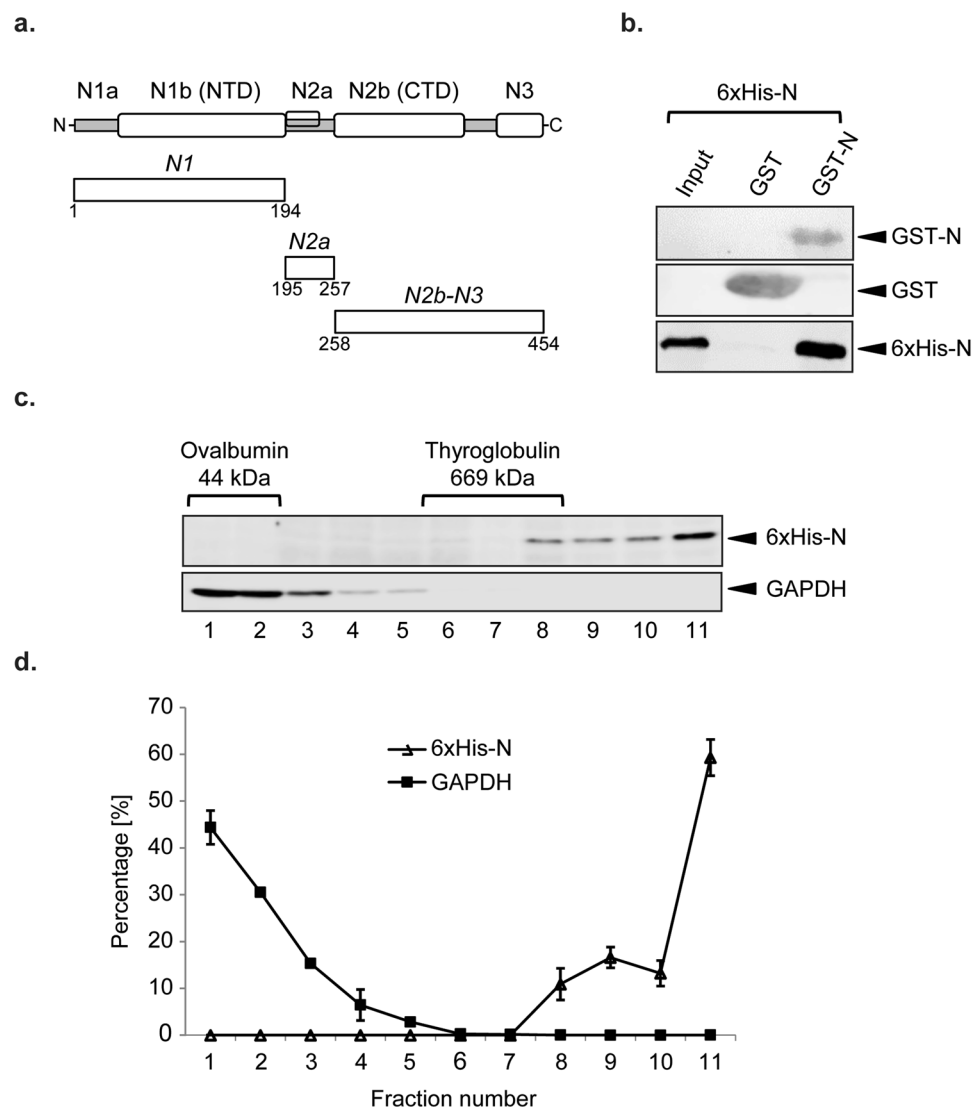 a.
N1a N1b (NTD) N2a N2b (CTD) N3
N C
N1
1 194
N2a
195 257
N2b-N3
258 454
b.
6xHis-N
Input GST GST-N
GST-N
GST
6xHis-N
c.
Ovalbumin Thyroglobulin
44 kDa 669 kDa
6xHis-N
GAPDH
1 2 3 4 5 6 7 8 9 10 11
d.
70
60
50
40
30
20
10
0
Percentage [%]
6xHis-N
GAPDH
1 2 3 4 5 6 7 8 9 10 11
Fraction number